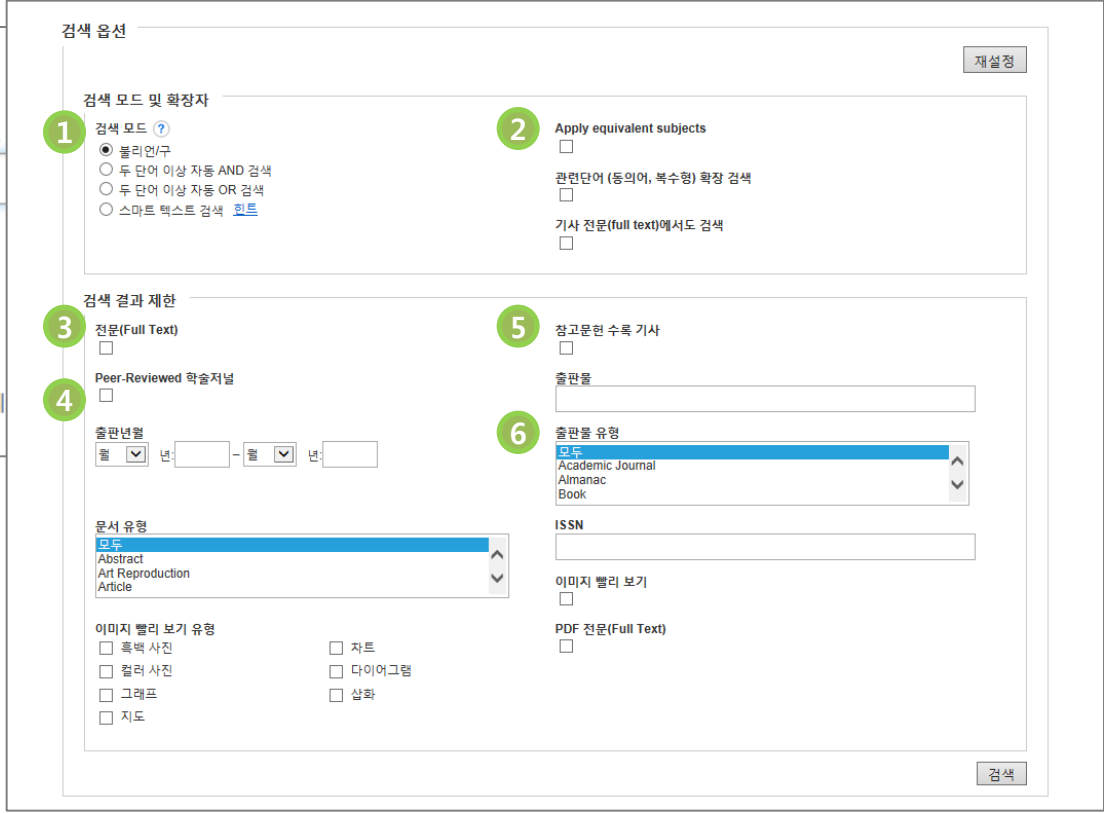 검색 옵션
재설정
검색 모드 및 확장자
1
검색 모드 ?
불리언/구
두 단어 이상 자동 AND 검색
두 단어 이상 자동 OR 검색
스마트 텍스트 검색 힌트
2
Apply equivalent subjects
관련단어 (동의어, 복수형) 확장 검색
기사 전문(full text)에서도 검색
검색 결과 제한
3
전문(Full Text)
4
Peer-Reviewed 학술저널
출판년월
월 년: – 월 년:
문서 유형
모두
Abstract
Art Reproduction
Article
이미지 빨리 보기 유형
흑백 사진 차트
컬러 사진 다이어그램
그래프 삽화
지도
5
참고문헌 수록 기사
출판물
6
출판물 유형
모두
Academic Journal
Almanac
Book
ISSN
이미지 빨리 보기
PDF 전문(Full Text)
검색